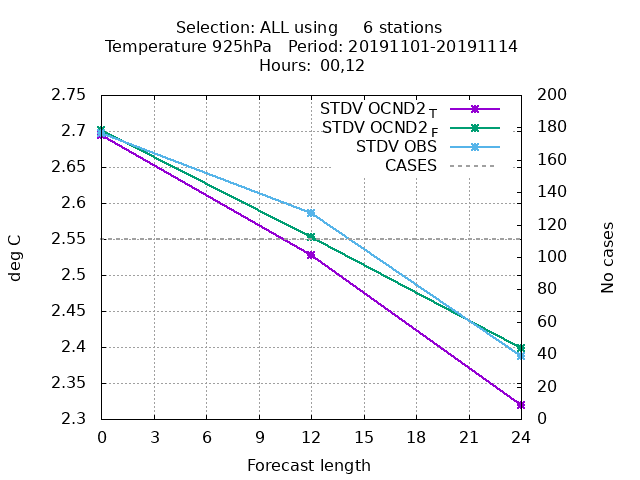 Selection: ALL using     6 stations
Temperature 925hPa   Period: 20191101-20191114
Hours: 00,12
STDV OCND2 T
STDV OCND2 F
STDV OBS
CASES
2.75
2.7
2.65
2.6
2.55
2.5
2.45
2.4
2.35
2.3
200
180
160
140
120
100
80
60
40
20
0
deg C
No cases
0 3 6 9 12 15 18 21 24
Forecast length